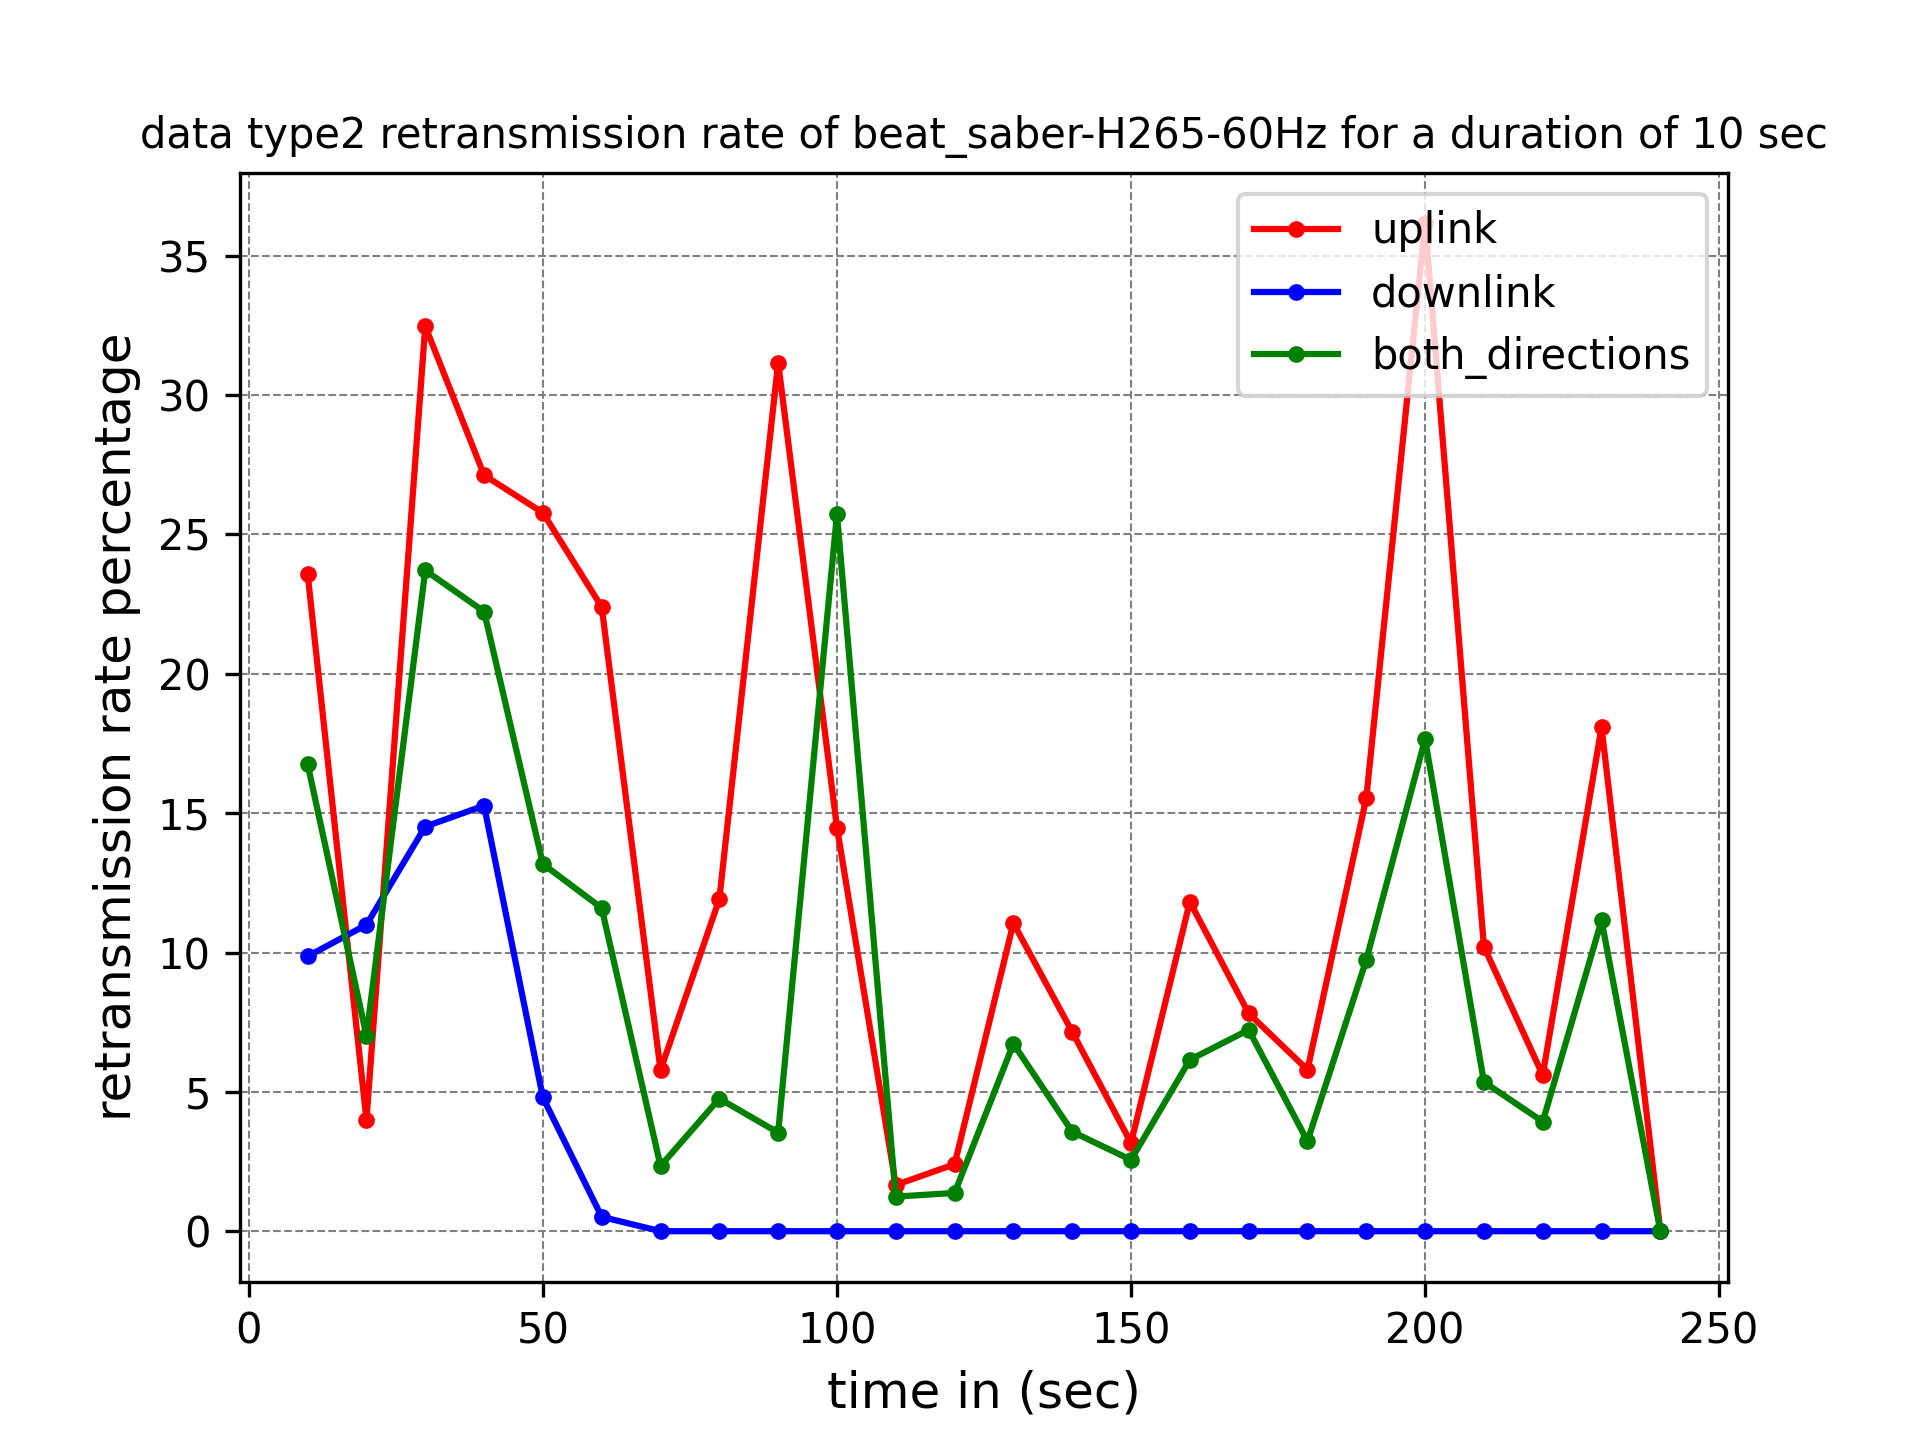 data type2 retransmission rate of beat_saber-H265-60Hz for a duration of 10 sec
uplink
downlink
both_directions
retransmission rate percentage
35
30
25
20
15
10
5
0
0 50 100 150 200 250
time in (sec)